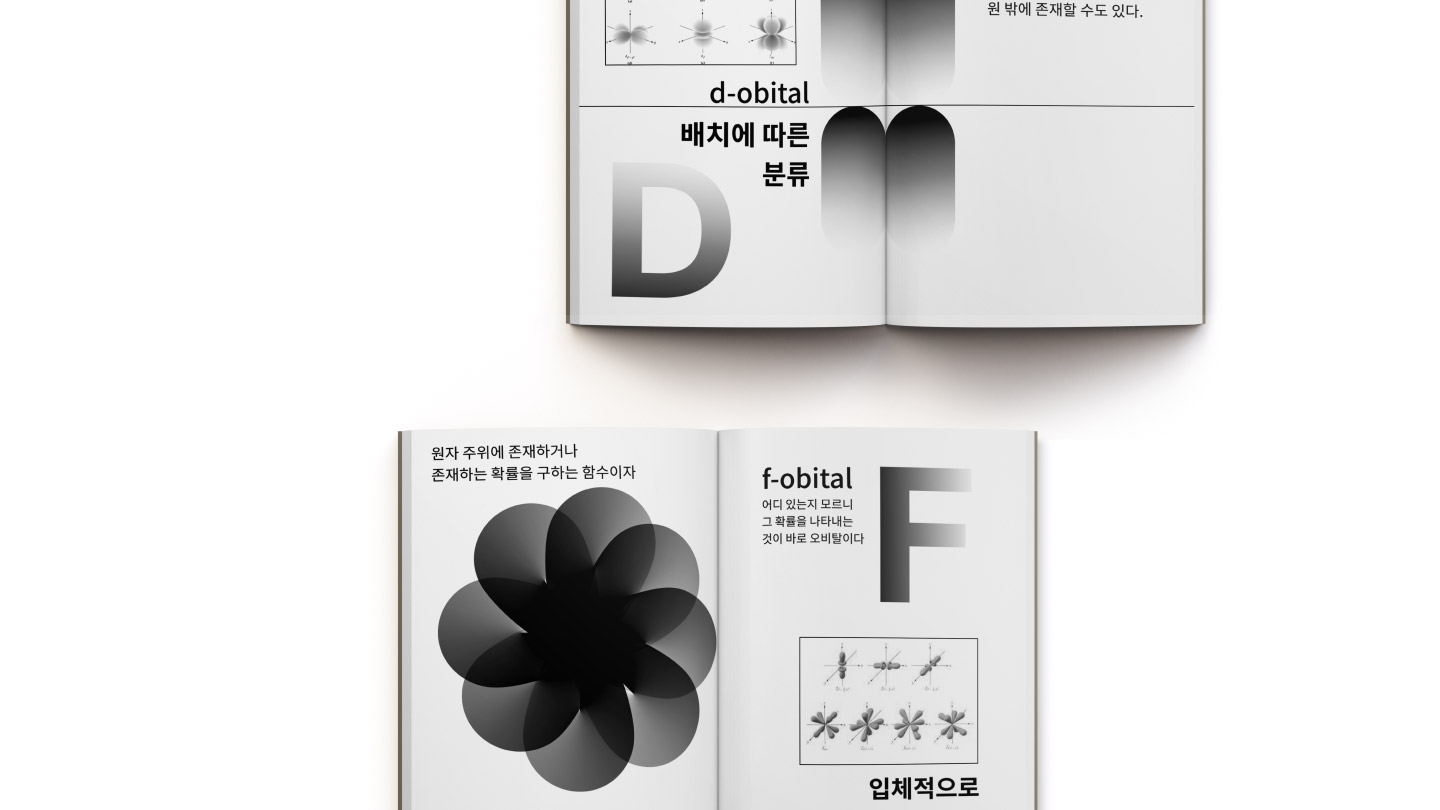 원 밖에 존재할 수도 있다.
d-obital
배치에 따른
분류
D
원자 주위에 존재하거나
존재하는 확률을 구하는 함수이자
f-obital
어디 있는지 모르니
그 확률을 나타내는
것이 바로 오비탈이다
F
입체적으로